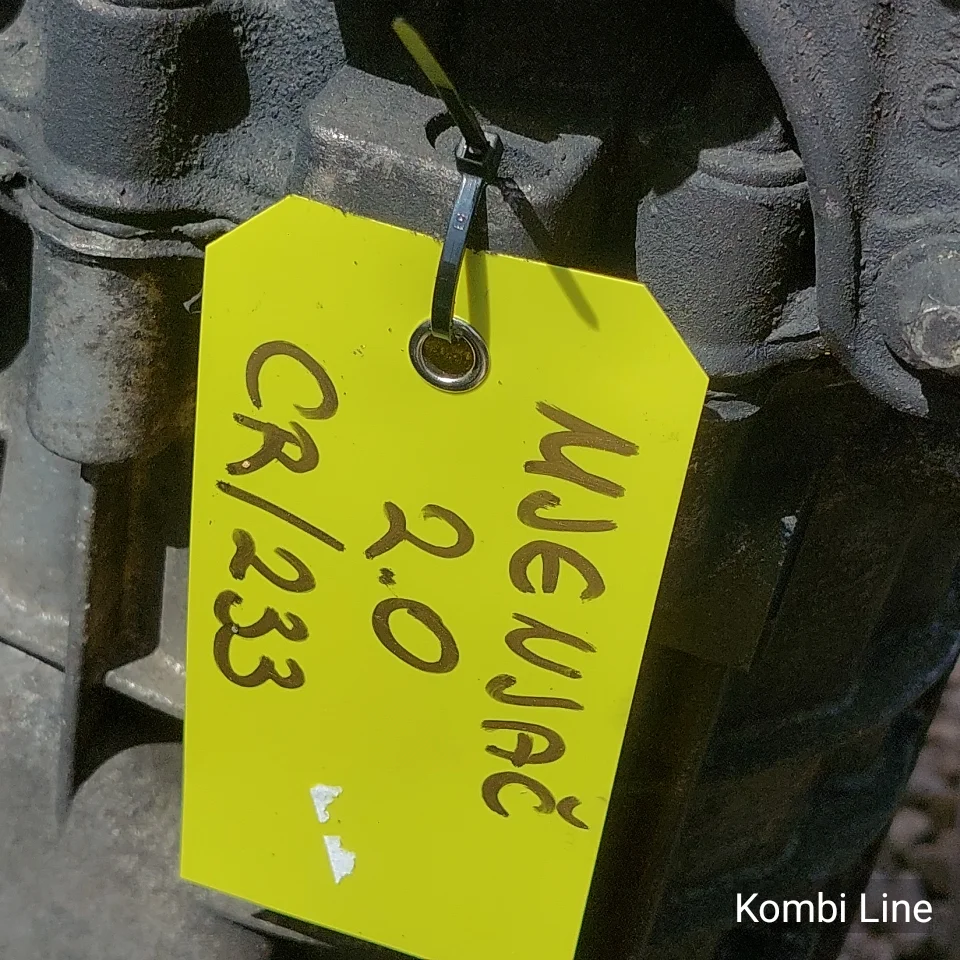 MJENJAČ
2.0
CR/233
Kombi Line